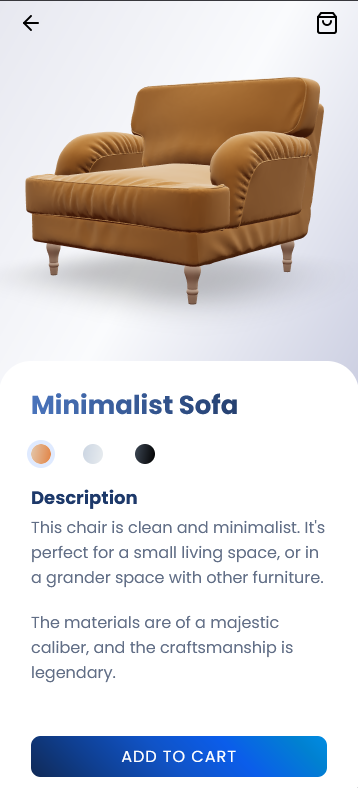 Minimalist Sofa
Description
This chair is clean and minimalist. It's
perfect for a small living space, or in
a grander space with other furniture.
The materials are of a majestic
caliber, and the craftsmanship is
legendary.
ADD TO CART